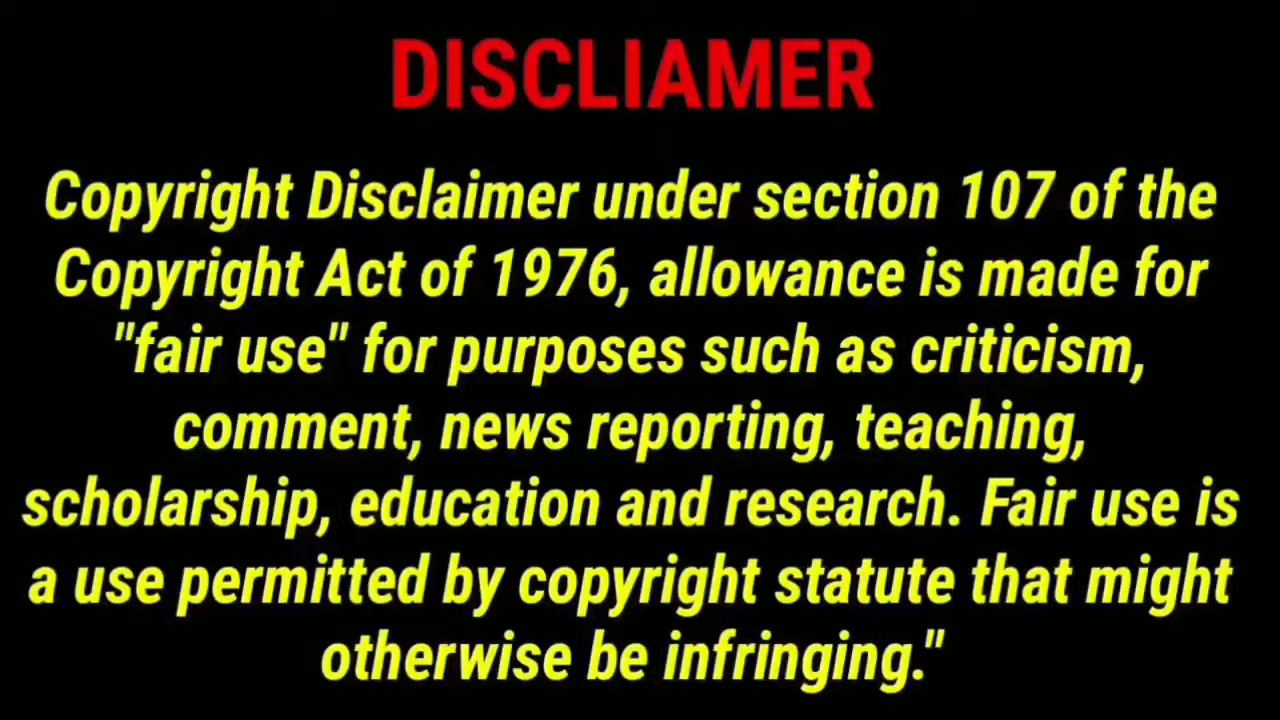 DISCLIAMER
Copyright Disclaimer under section 107 of the
Copyright Act of 1976, allowance is made for
"fair use" for purposes such as criticism,
comment, news reporting, teaching,
scholarship, education and research. Fair use is
a use permitted by copyright statute that might
otherwise be infringing."